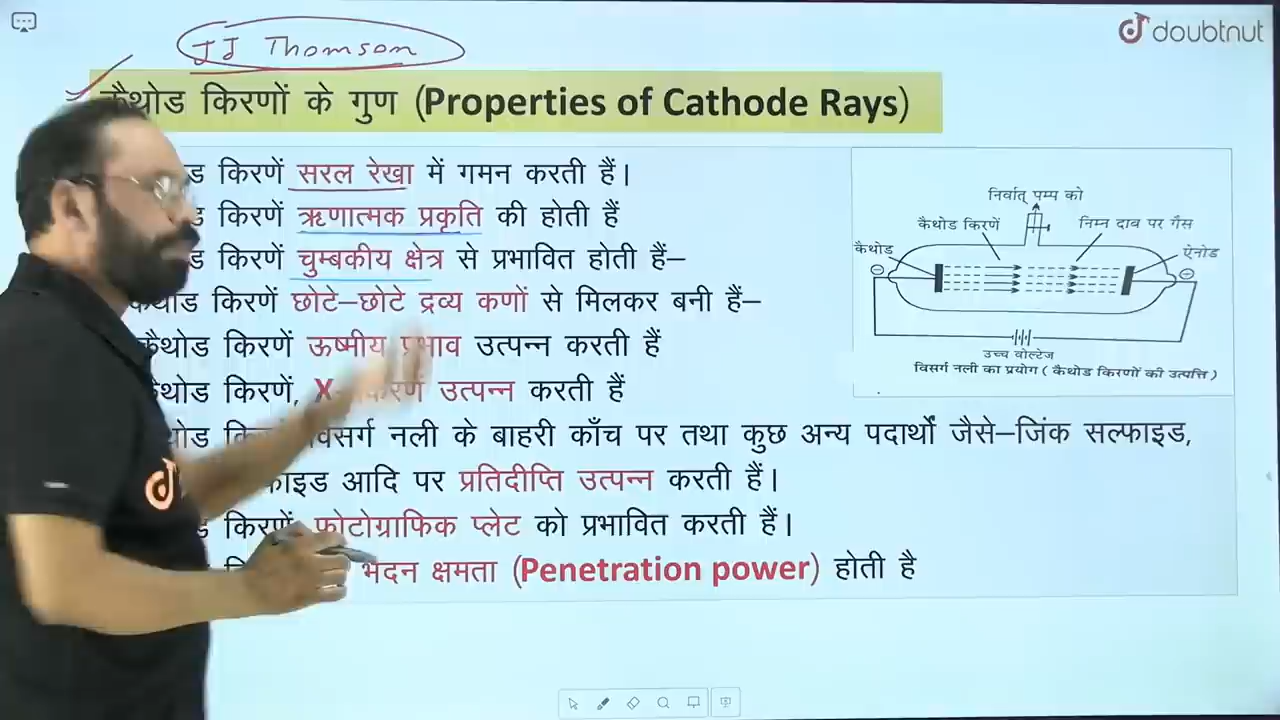 JJ Thomson
doubtnut
कैथोड किरणों के गुण (Properties of Cathode Rays)
किरणें सरल रेखा में गमन करती हैं।
किरणें ऋणात्मक प्रकृति की होती हैं
किरणें चुम्बकीय क्षेत्र से प्रभावित होती हैं–
कैथोड किरणें छोटे–छोटे द्रव्य कणों से मिलकर बनी हैं–
कैथोड किरणें ऊष्मीय प्रभाव उत्पन्न करती हैं
कैथोड किरणें, X- उत्पन्न करती हैं
विसर्ग नली के बाहरी काँच पर तथा कुछ अन्य पदार्थों जैसे–जिंक सल्फाइड,
आदि पर प्रतिदीप्ति उत्पन्न करती हैं।
किरणें फोटोग्राफिक प्लेट को प्रभावित करती हैं।
भेदन क्षमता (Penetration power) होती है
निर्वात् पम्प को
कैथोड किरणें
निम्न दाब पर गैस
कैथोड
ऐनोड
उच्च वोल्टेज
विसर्ग नली का प्रयोग ( कैथोड किरणों की उत्पत्ति )